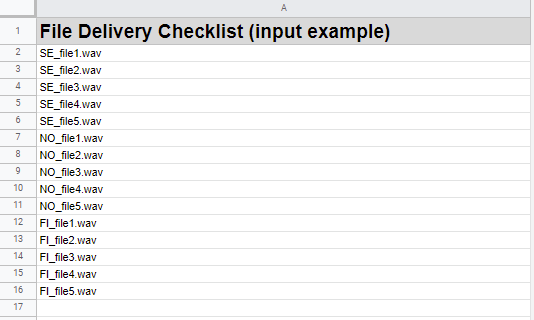 A
1 File Delivery Checklist (input example)
2 SE_file1.wav
3 SE_file2.wav
4 SE_file3.wav
5 SE_file4.wav
6 SE_file5.wav
7 NO_file1.wav
8 NO_file2.wav
9 NO_file3.wav
10 NO_file4.wav
11 NO_file5.wav
12 FI_file1.wav
13 FI_file2.wav
14 FI_file3.wav
15 FI_file4.wav
16 FI_file5.wav
17